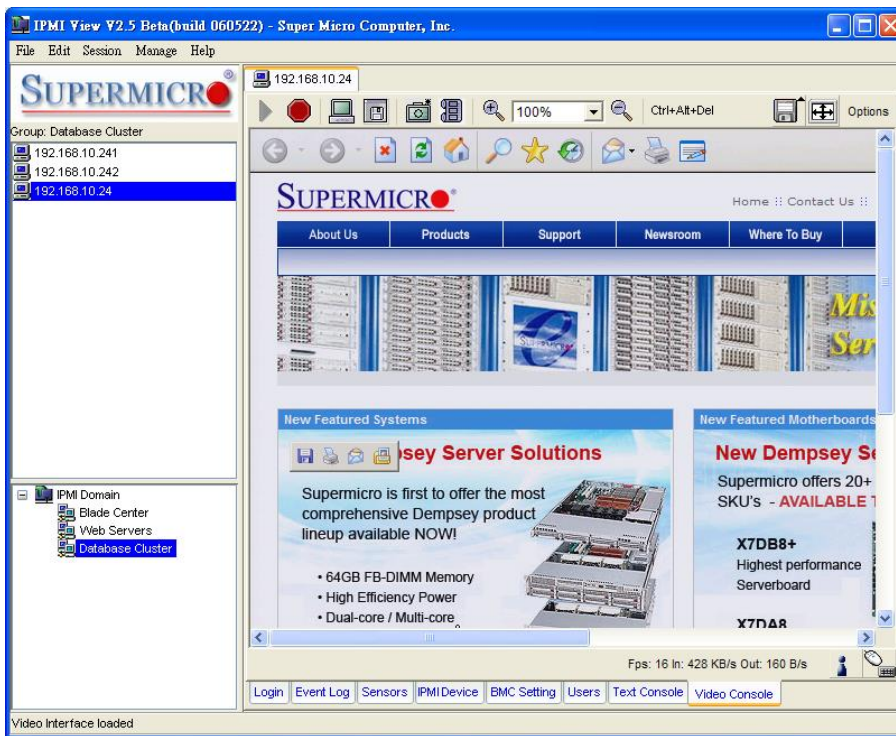 IPMI View V2.5 Beta(build 060522) - Super Micro Computer, Inc.
File Edit Session Manage Help
SUPERMICRO®
Group: Database Cluster
192.168.10.241
192.168.10.242
192.168.10.24
IPMI Domain
Blade Center
Web Servers
Database Cluster
192.168.10.24
100%
Ctrl+Alt+Del
Options
SUPERMICRO®
Home :: Contact Us ::
About Us Products Support Newsroom Where To Buy
Mis
Ser
New Featured Systems
psey Server Solutions
Supermicro is first to offer the most
comprehensive Dempsey product
lineup available NOW!
• 64GB FB-DIMM Memory
• High Efficiency Power
• Dual-core / Multi-core
New Featured Motherboards
New Dempsey Se
Supermicro offers 20+
SKU's - AVAILABLE T
X7DB8+
Highest performance
Serverboard
X7DA8
Fps: 16 In: 428 KB/s Out: 160 B/s
Login Event Log Sensors IPMI Device BMC Setting Users Text Console Video Console
Video Interface loaded